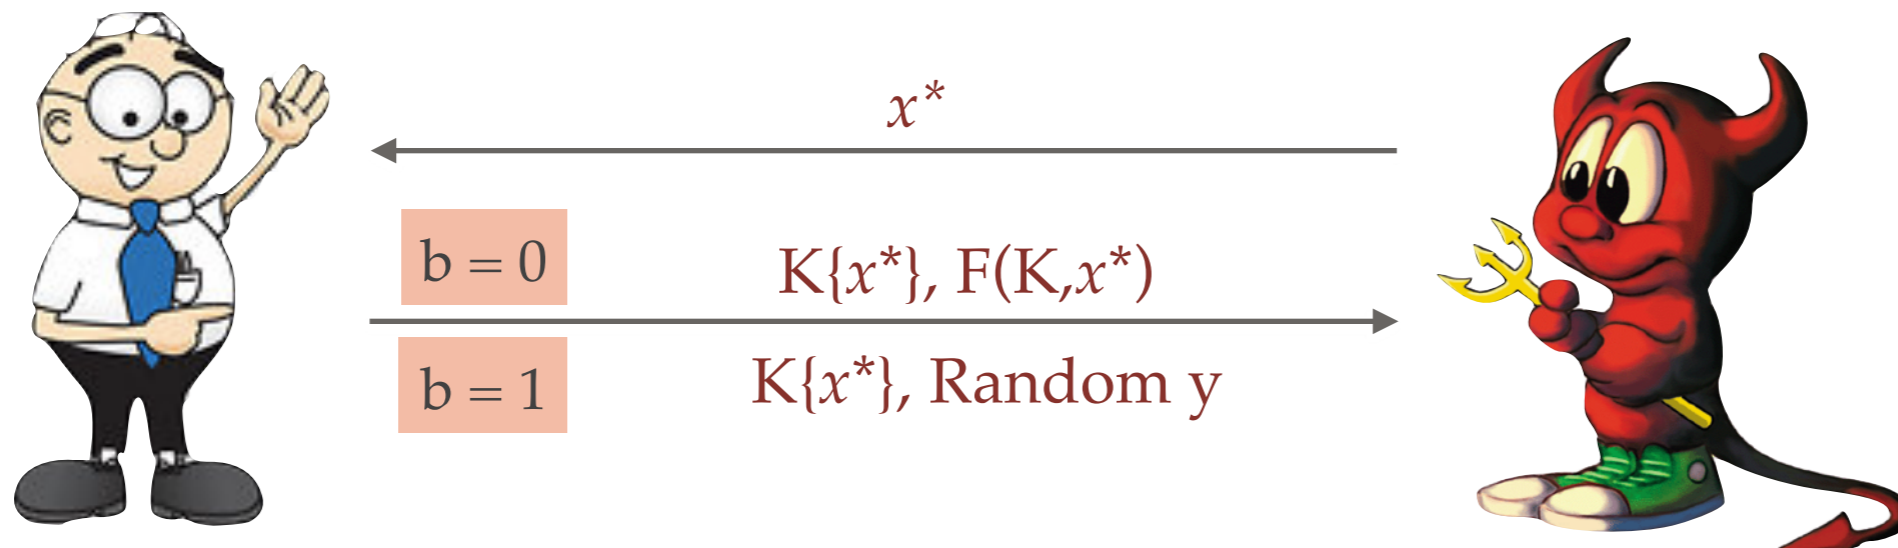 x*
b = 0
K{x*}, F(K,x*)
b = 1
K{x*}, Random y